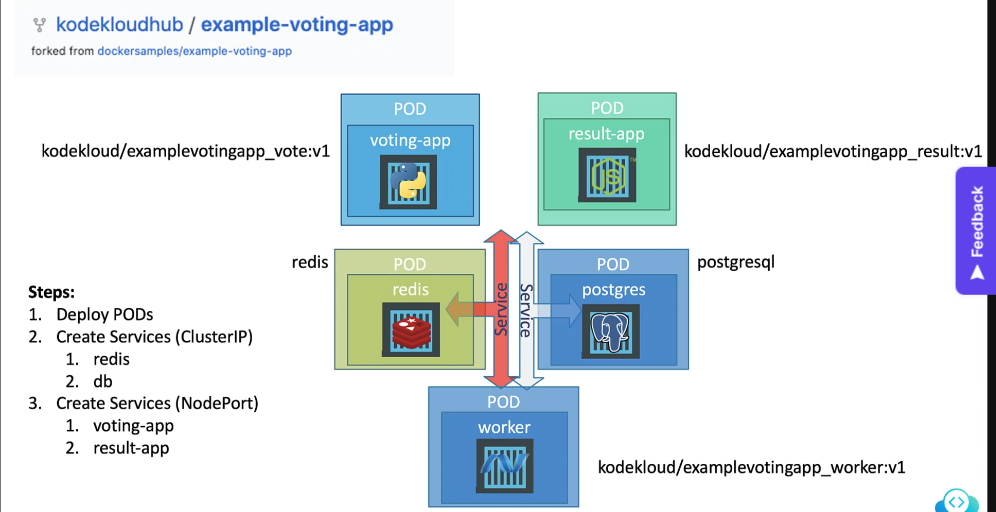 kodekloudhub / example-voting-app
forked from dockersamples/example-voting-app
POD
voting-app
kodekloud/examplevotingapp_vote:v1
POD
result-app
JS
kodekloud/examplevotingapp_result:v1
Feedback
redis
POD
redis
Service
Service
POD
postgres
postgresql
Steps:
1. Deploy PODs
2. Create Services (ClusterIP)
1. redis
2. db
3. Create Services (NodePort)
1. voting-app
2. result-app
POD
worker
kodekloud/examplevotingapp_worker:v1